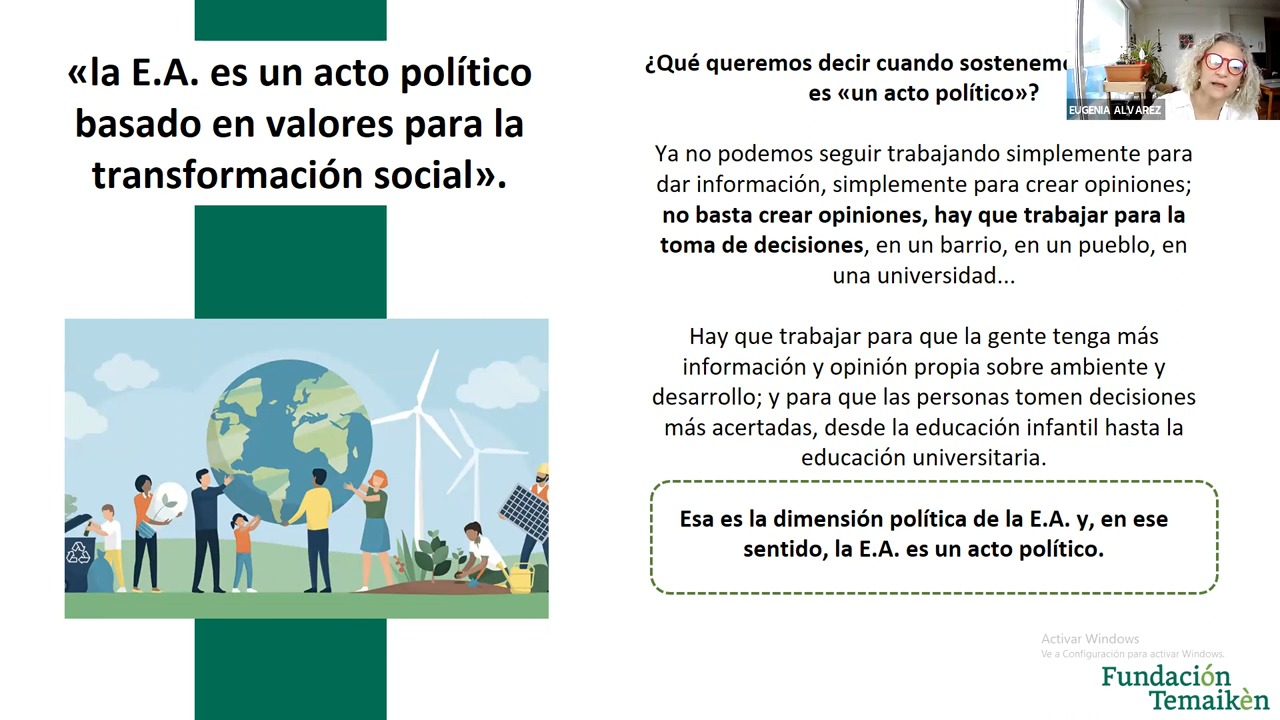 «la E.A. es un acto político
basado en valores para la
transformación social».
¿Qué queremos decir cuando
es «un acto político»?
EUGENIA ALVAREZ
Ya no podemos seguir trabajando simplemente para
dar información, simplemente para crear opiniones;
no basta crear opiniones, hay que trabajar para la
toma de decisiones, en un barrio, en un pueblo, en
una universidad...
Hay que trabajar para que la gente tenga más
información y opinión propia sobre ambiente y
desarrollo; y para que las personas tomen decisiones
más acertadas, desde la educación infantil hasta la
educación universitaria.
Esa es la dimensión política de la E.A. y, en ese
sentido, la E.A. es un acto político.
Activar Windows
Ve a Configuración para activar Windows.
Fundación
Temaikèn